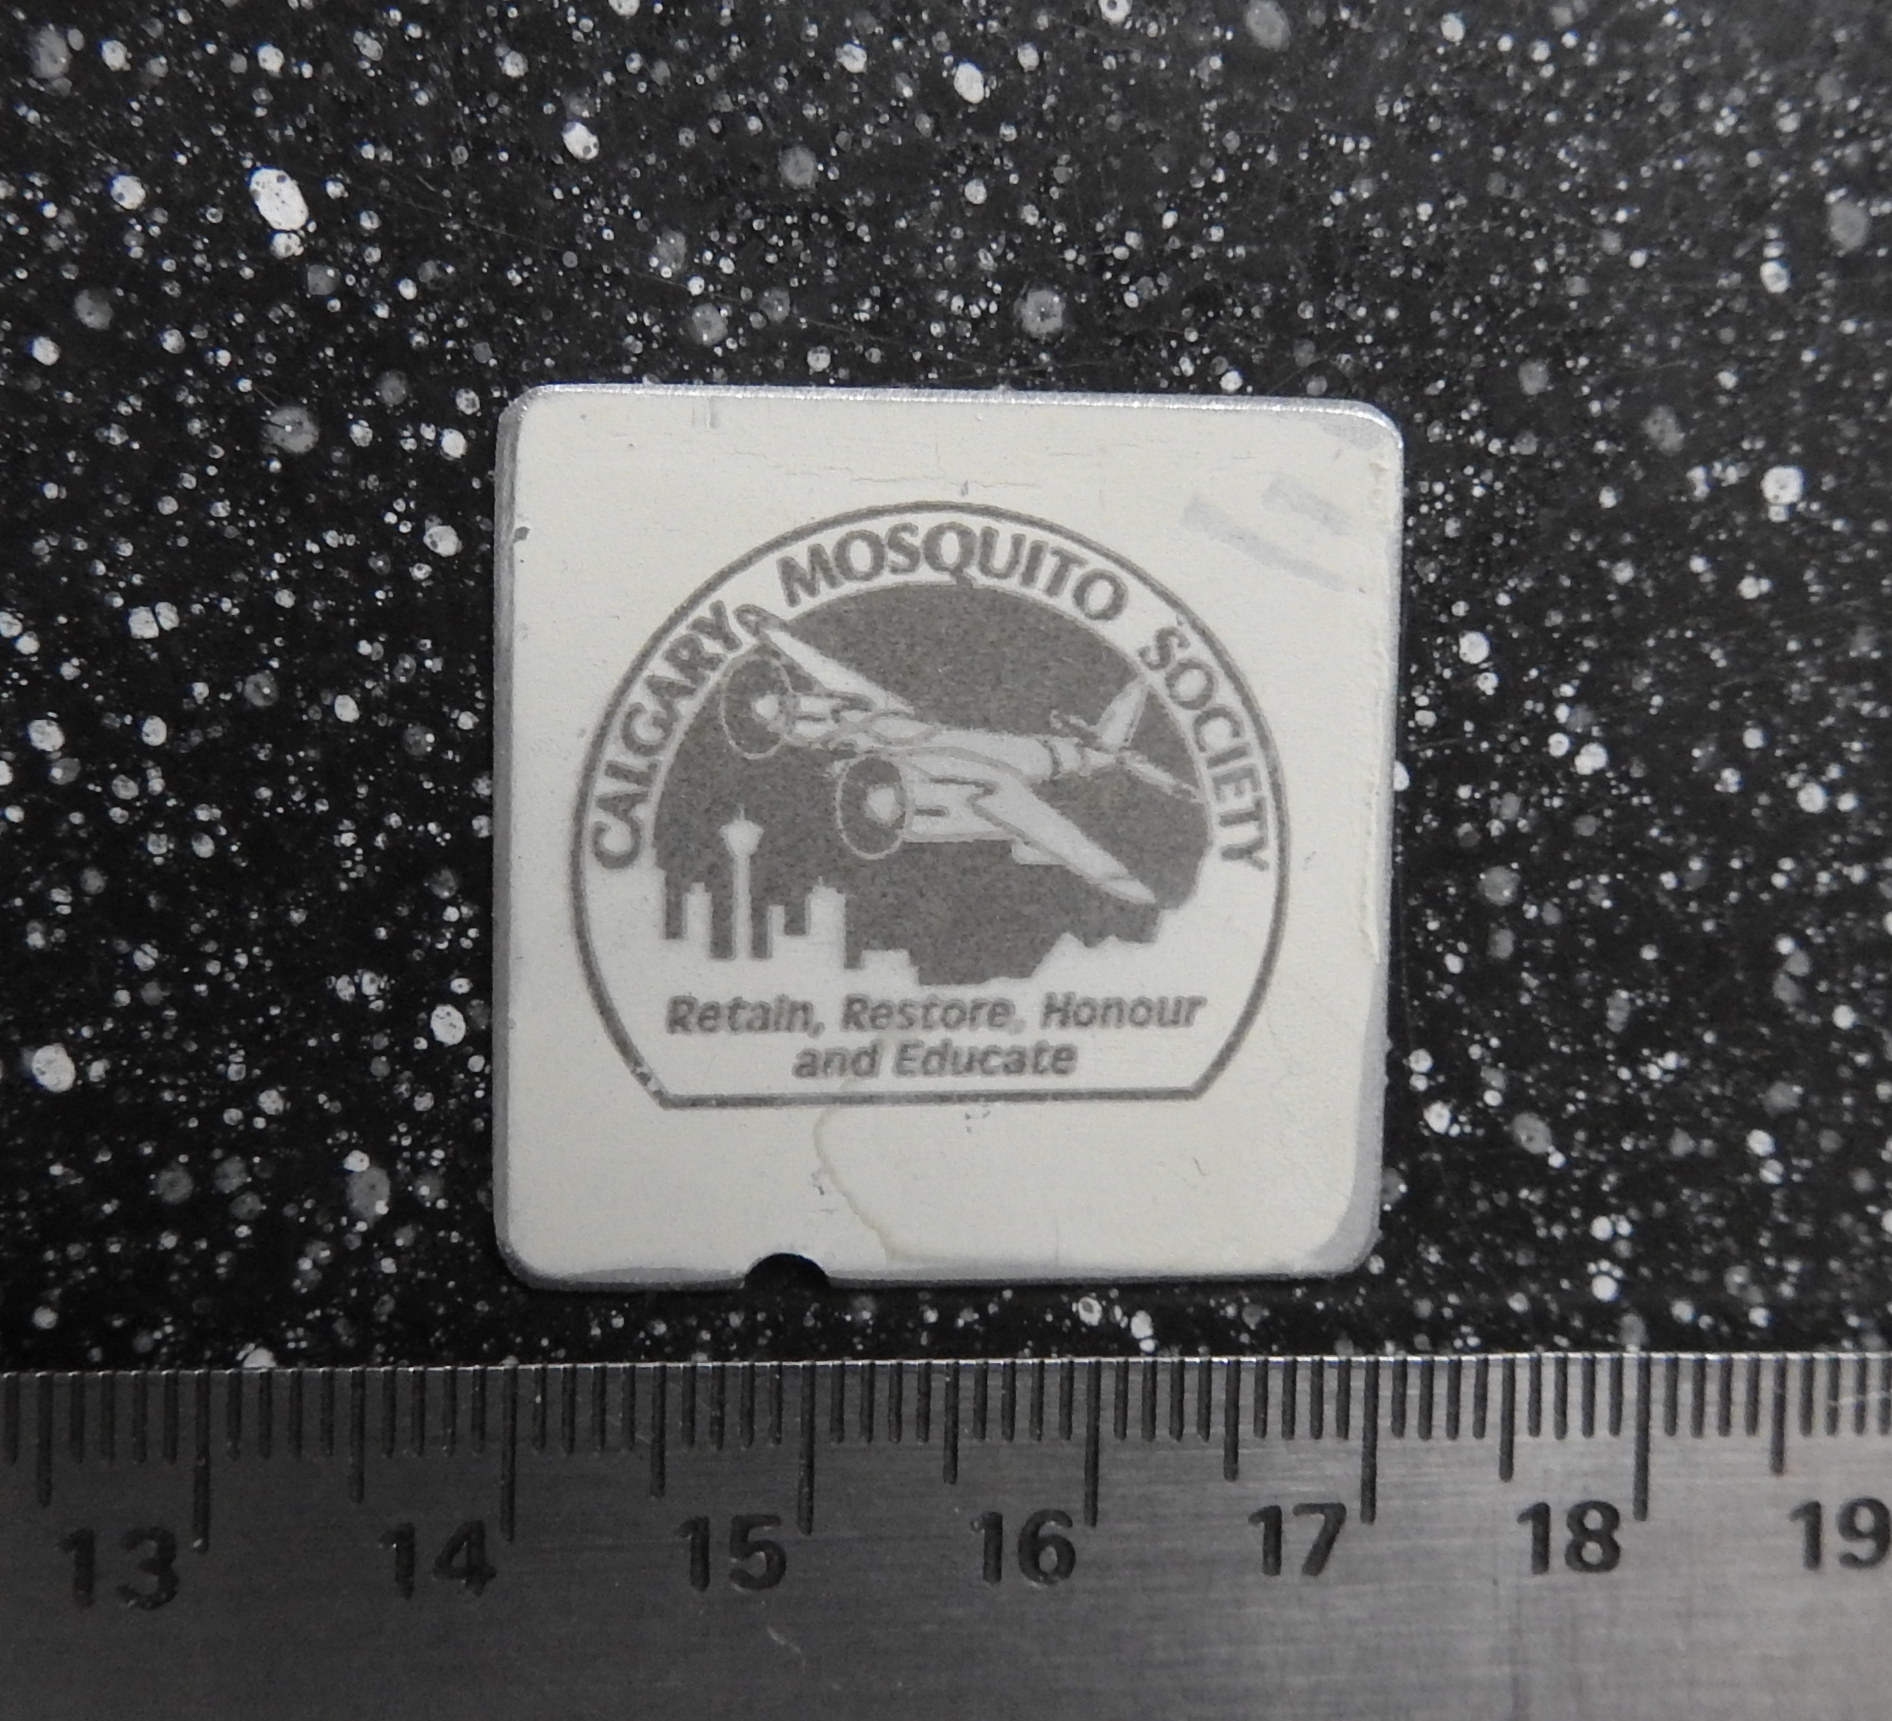 CALGARY MOSQUITO SOCIETY
Retain, Restore, Honour
and Educate
13 14 15 16 17 18 19